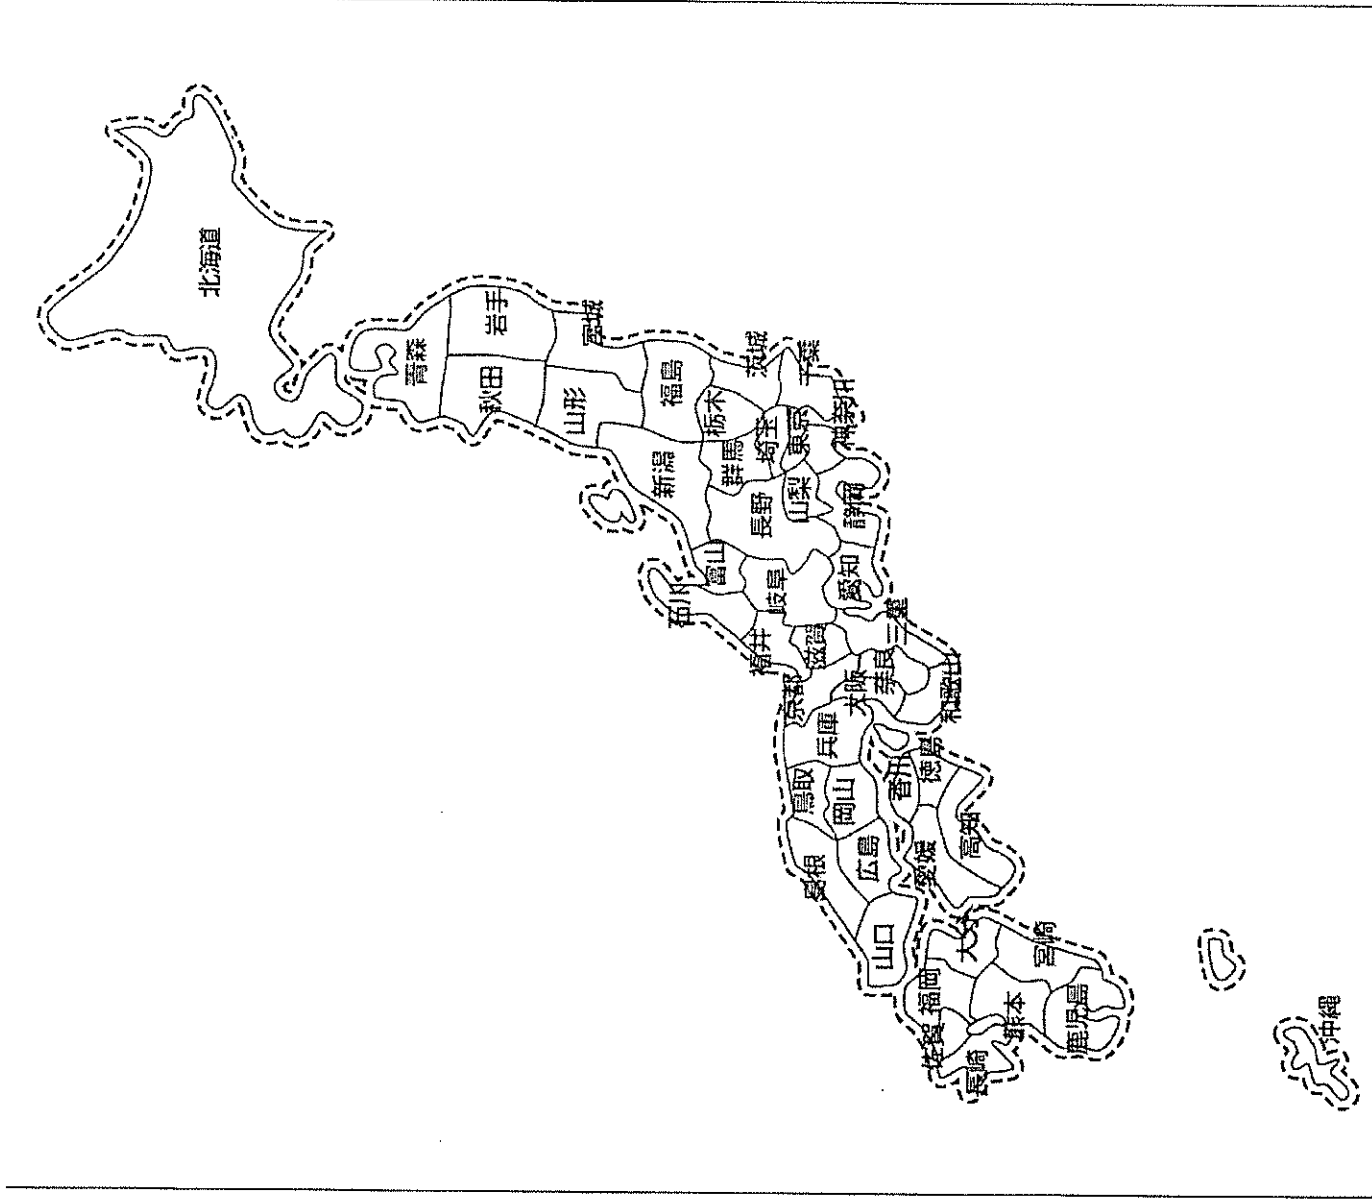 北海道
青森
岩手
秋田
宮城
山形
福島
新潟
茨城
栃木
群馬
埼玉
千葉
東京
神奈川
山梨
長野
静岡
富山
石川
岐阜
愛知
福井
滋賀
三重
京都
大阪
奈良
和歌山
兵庫
鳥取
岡山
島根
広島
山口
香川
徳島
愛媛
高知
福岡
大分
佐賀
長崎
熊本
宮崎
鹿児島
沖縄